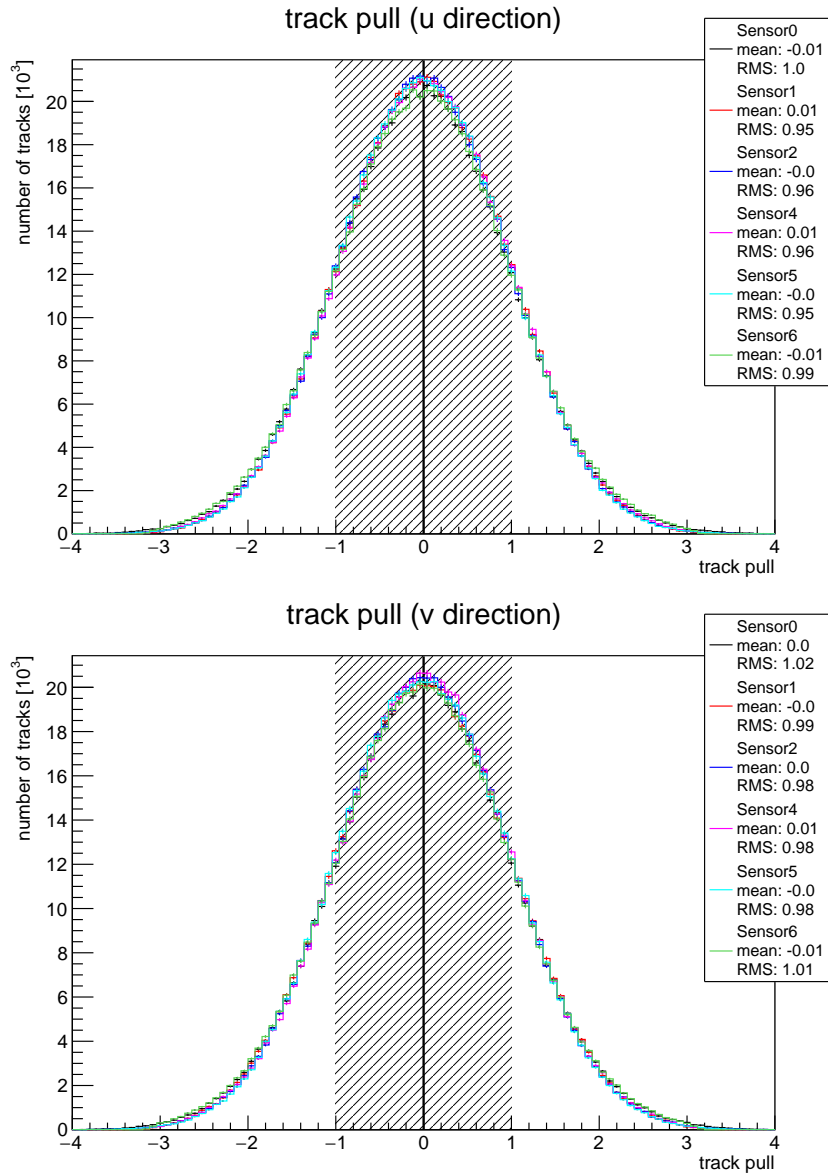 track pull (u direction)
number of tracks [10³]
20
18
16
14
12
10
8
6
4
2
0
−4 −3 −2 −1 0 1 2 3 4
track pull
Sensor0
mean: -0.01
RMS: 1.0
Sensor1
mean: 0.01
RMS: 0.95
Sensor2
mean: -0.0
RMS: 0.96
Sensor4
mean: 0.01
RMS: 0.96
Sensor5
mean: -0.0
RMS: 0.95
Sensor6
mean: -0.01
RMS: 0.99
track pull (v direction)
number of tracks [10³]
20
18
16
14
12
10
8
6
4
2
0
−4 −3 −2 −1 0 1 2 3 4
track pull
Sensor0
mean: 0.0
RMS: 1.02
Sensor1
mean: -0.0
RMS: 0.99
Sensor2
mean: 0.0
RMS: 0.98
Sensor4
mean: 0.01
RMS: 0.98
Sensor5
mean: -0.0
RMS: 0.98
Sensor6
mean: -0.01
RMS: 1.01